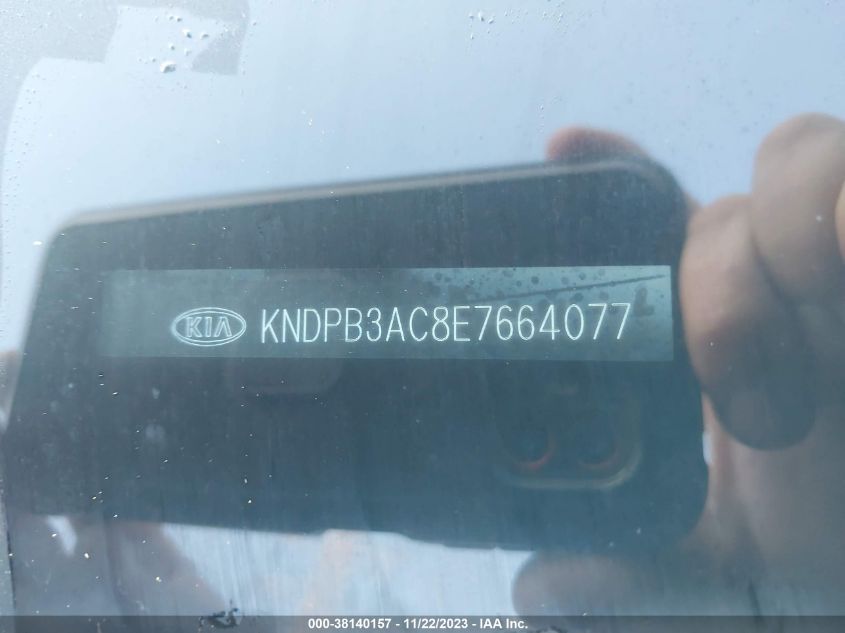 KIA KNDPB3AC8E7664077
000-38140157 - 11/22/2023 - IAA Inc.